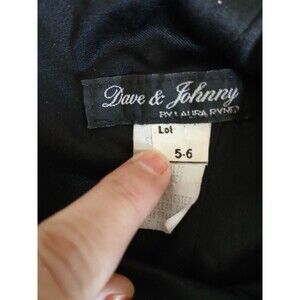 Dave & Johnny
BY LAURA RYNER
Lot
5-6